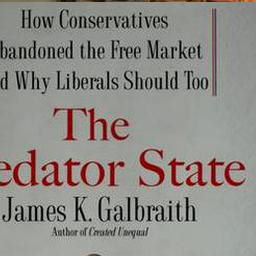 How Conservatives
bandoned the Free Market
d Why Liberals Should Too
The
edator State
James K. Galbraith
Author of Created Unequal